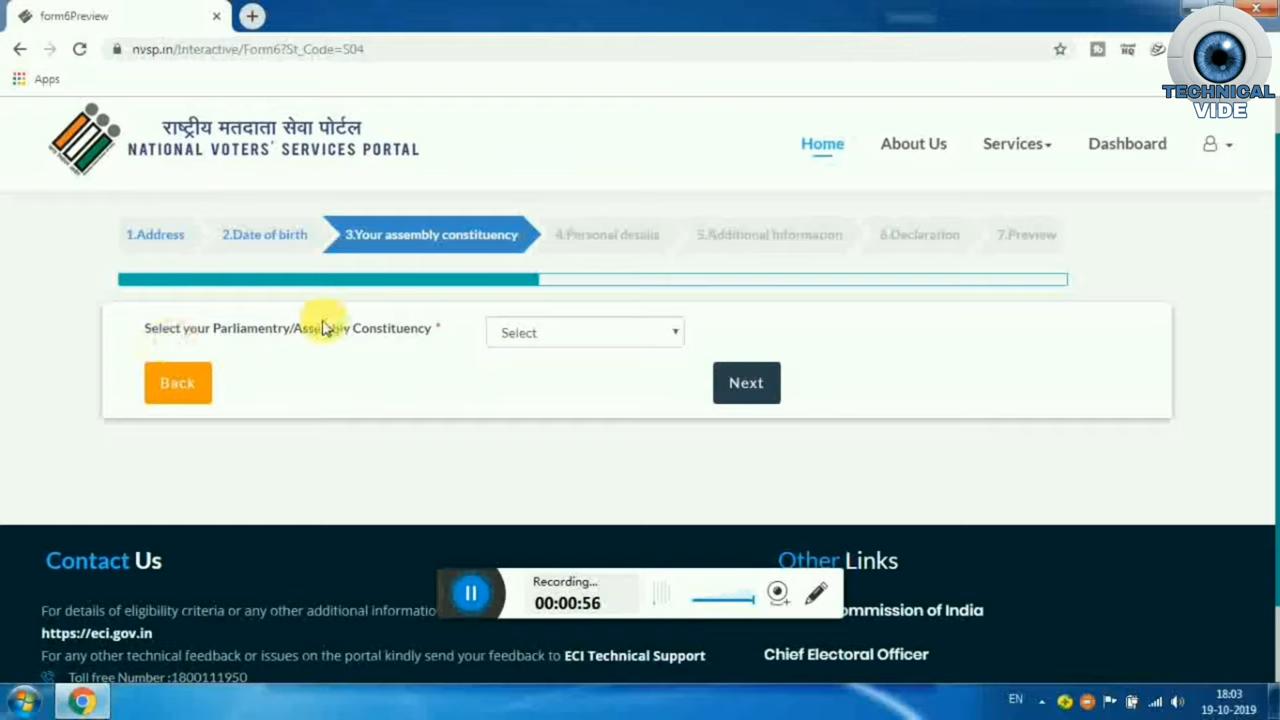 form6Preview
nvsp.in/Interactive/Form6?St_Code=S04
Apps
TECHNICAL
VIDE
राष्ट्रीय मतदाता सेवा पोर्टल
NATIONAL VOTERS' SERVICES PORTAL
Home About Us Services Dashboard
1.Address 2.Date of birth 3.Your assembly constituency 4.Personal details 5.Additional Information 6.Declaration 7.Preview
Select your Parliamentry/Assembly Constituency * Select
Back Next
Contact Us
Other Links
Recording...
00:00:56
For details of eligibility criteria or any other additional
https://eci.gov.in
For any other technical feedback or issues on the portal kindly send your feedback to ECI Technical Support
Toll free Number :1800111950
ommission of India
Chief Electoral Officer
EN
18:03
19-10-2019